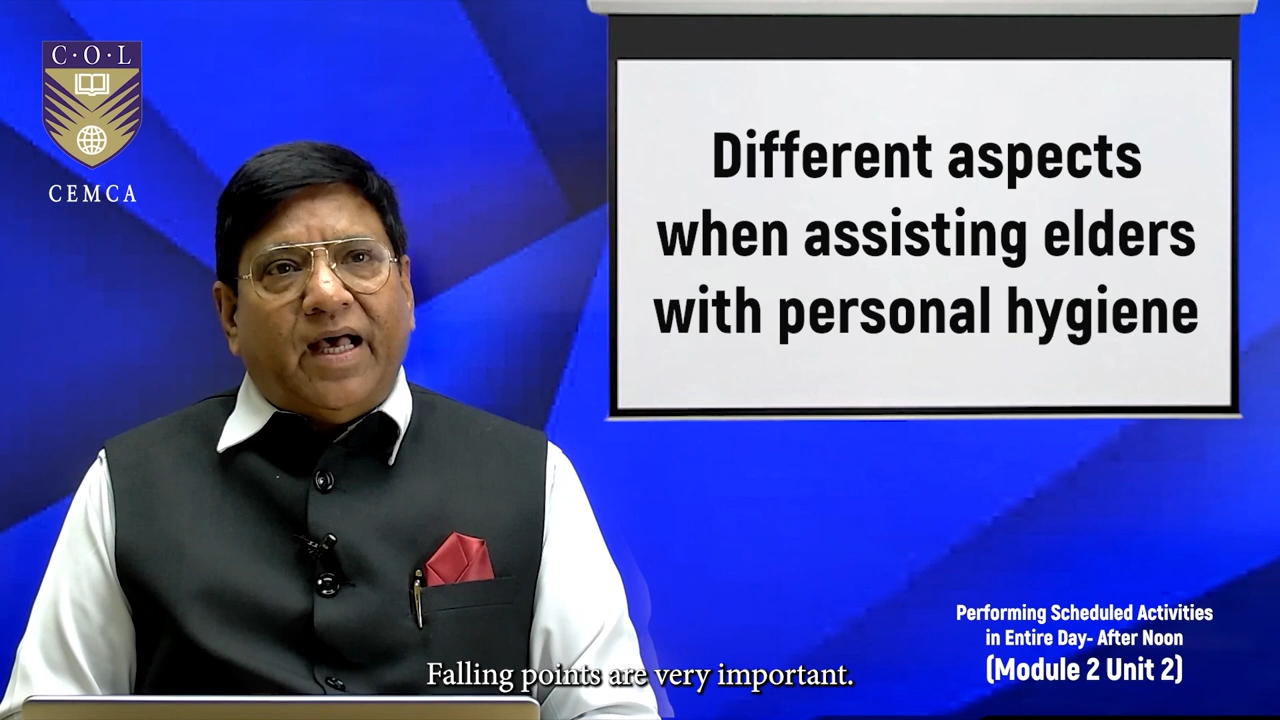 C·O·L
CEMCA
Different aspects
when assisting elders
with personal hygiene
Performing Scheduled Activities
in Entire Day- After Noon
(Module 2 Unit 2)
Falling points are very important.